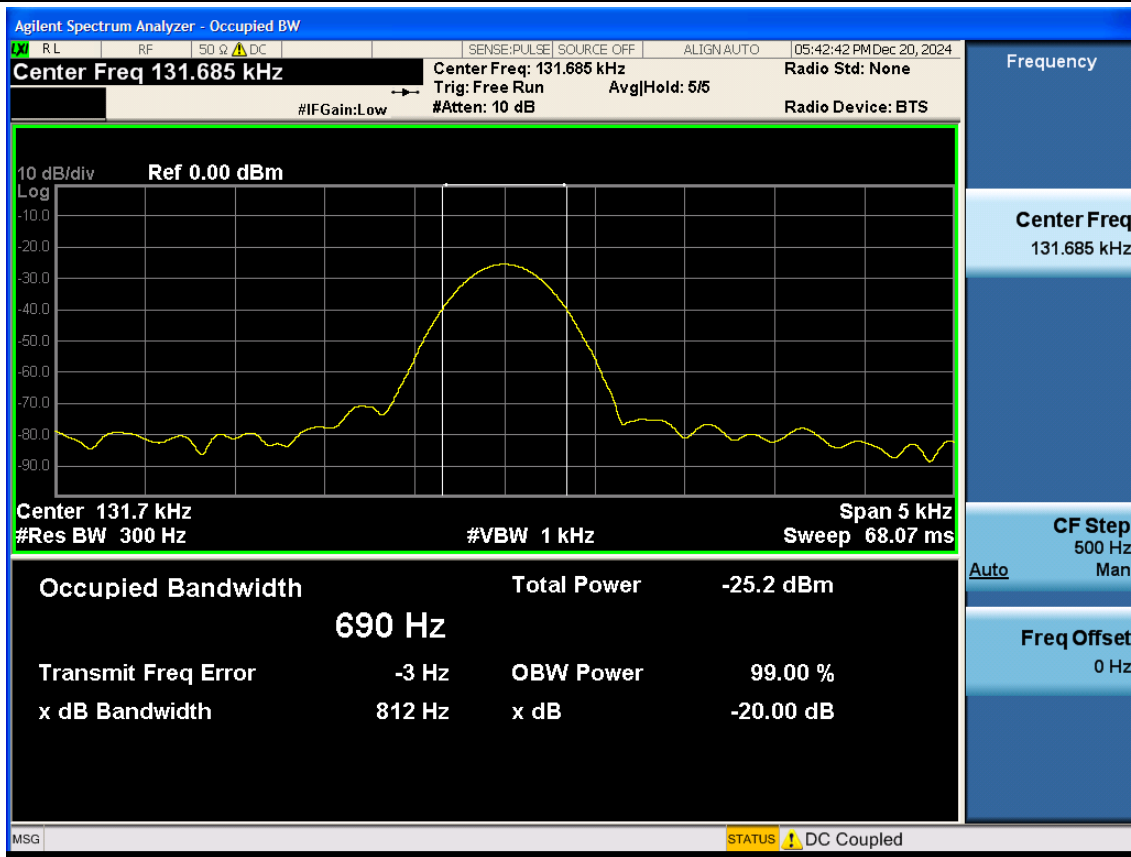 Agilent Spectrum Analyzer - Occupied BW
LXI RL RF 50 Ω DC SENSE:PULSE SOURCE OFF ALIGN AUTO 05:42:42 PM Dec 20, 2024
Center Freq 131.685 kHz
Center Freq: 131.685 kHz Radio Std: None
Trig: Free Run Avg|Hold: 5/5
#IFGain:Low #Atten: 10 dB Radio Device: BTS
10 dB/div Ref 0.00 dBm
Log
-10.0
-20.0
-30.0
-40.0
-50.0
-60.0
-70.0
-80.0
-90.0
Center 131.7 kHz Span 5 kHz
#Res BW 300 Hz #VBW 1 kHz Sweep 68.07 ms
Occupied Bandwidth Total Power -25.2 dBm
690 Hz
Transmit Freq Error -3 Hz OBW Power 99.00 %
x dB Bandwidth 812 Hz x dB -20.00 dB
Frequency
Center Freq
131.685 kHz
CF Step
500 Hz
Auto Man
Freq Offset
0 Hz
MSG STATUS DC Coupled